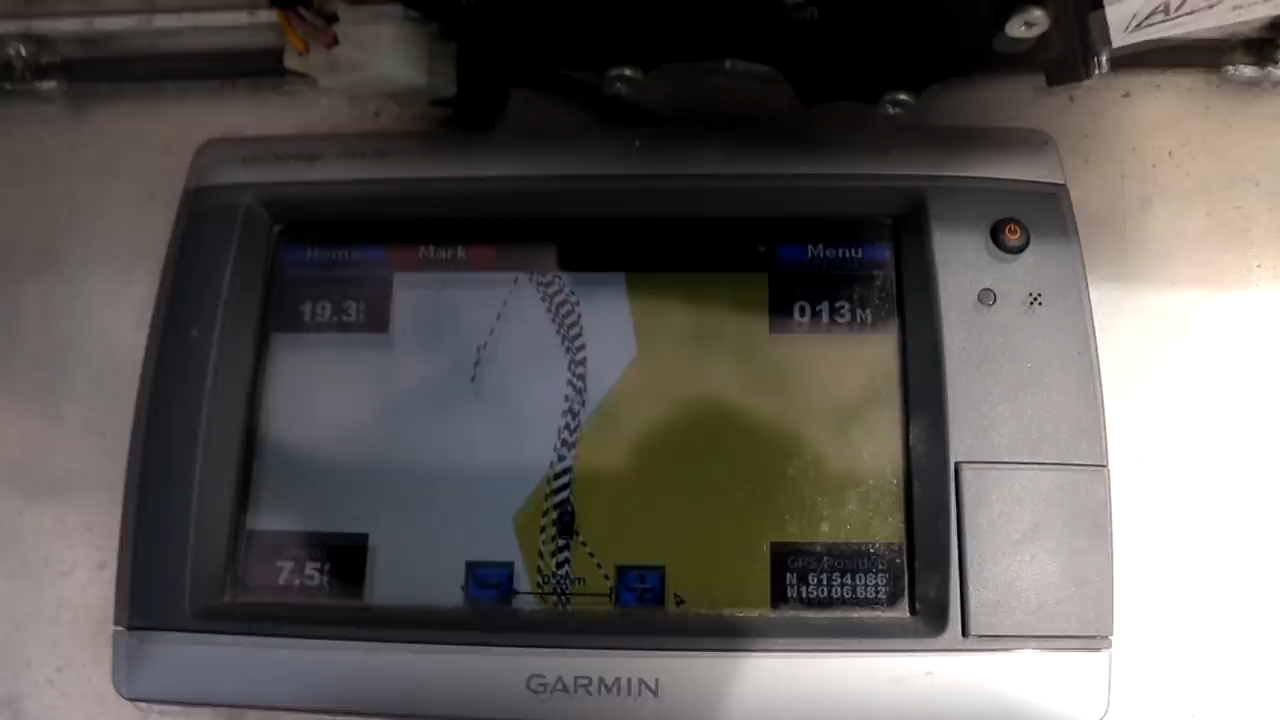 Home Mark Menu
19.3
013M
7.5
0.2nm
GPS Position
N 61°54.086'
W150°06.682'
GARMIN